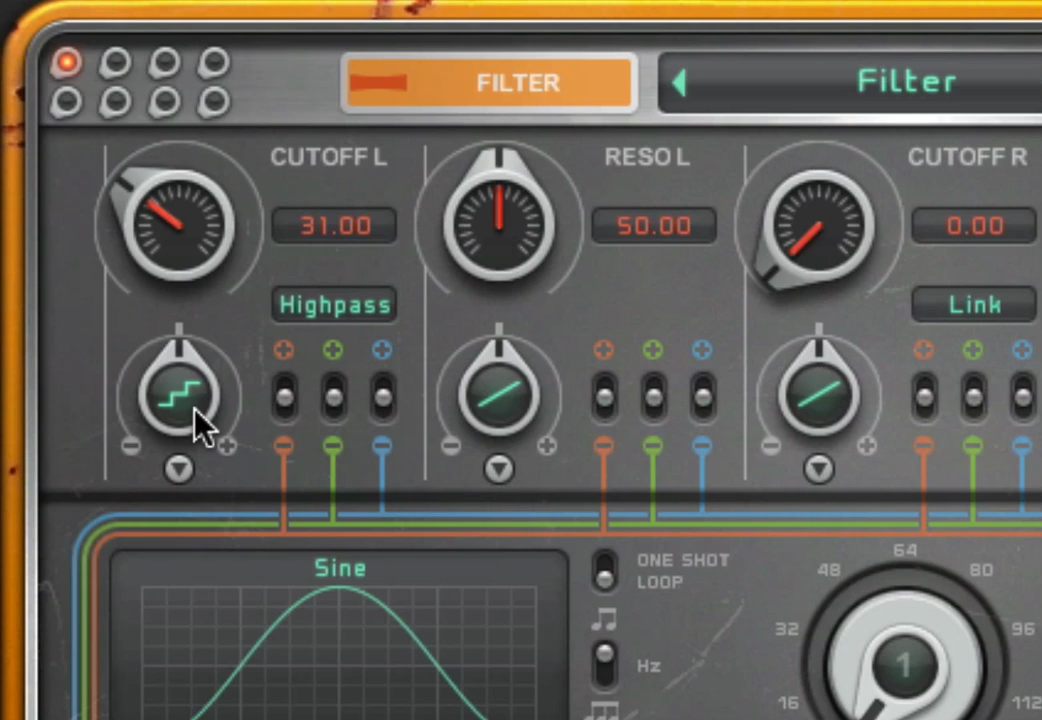 FILTER
Filter
CUTOFF L
RESO L
CUTOFF R
31.00
50.00
0.00
Highpass
Link
Sine
ONE SHOT
LOOP
Hz
64
48
80
32
96
16
112
1